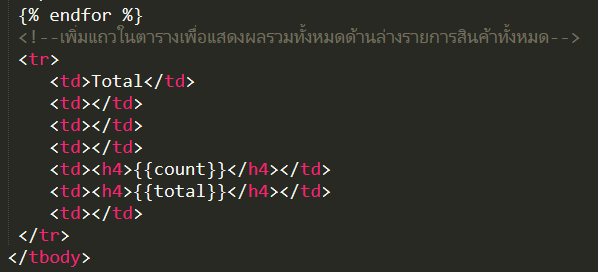 {% endfor %}
<!--เพิ่มแถวในตารางเพื่อแสดงผลรวมทั้งหมดด้านล่างรายการสินค้าทั้งหมด-->
<tr>
<td>Total</td>
<td></td>
<td></td>
<td></td>
<td><h4>{{count}}</h4></td>
<td><h4>{{total}}</h4></td>
<td></td>
</tr>
</tbody>